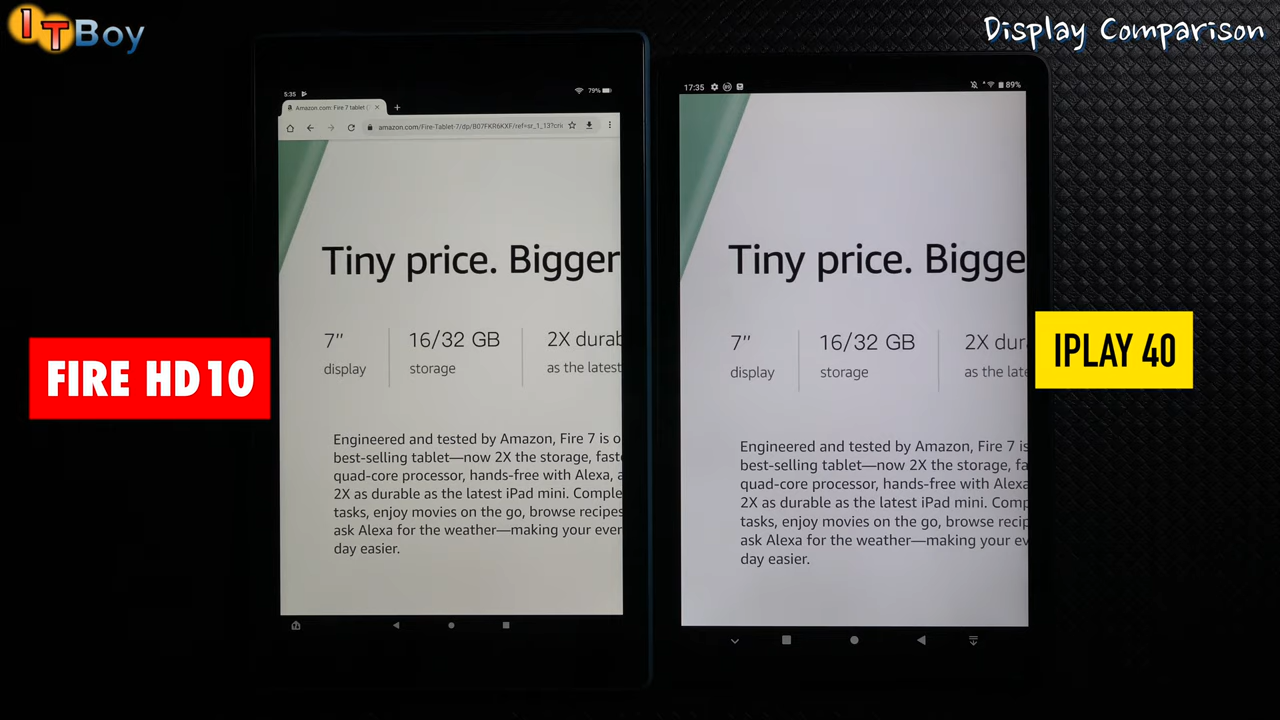 ITBoy
Display Comparison
5:35
79%
Amazon.com: Fire 7 tablet (
amazon.com/Fire-Tablet-7/dp/B07FKR6KXF/ref=sr_1_13?cri
Tiny price. Bigger
7” 16/32 GB 2X durab
display storage as the latest
Engineered and tested by Amazon, Fire 7 is o
best-selling tablet—now 2X the storage, faste
quad-core processor, hands-free with Alexa, a
2X as durable as the latest iPad mini. Comple
tasks, enjoy movies on the go, browse recipes
ask Alexa for the weather—making your ever
day easier.
FIRE HD10
17:35
89%
Tiny price. Bigge
7” 16/32 GB 2X dura
display storage as the late
Engineered and tested by Amazon, Fire 7 is
best-selling tablet—now 2X the storage, fa
quad-core processor, hands-free with Alexa
2X as durable as the latest iPad mini. Comp
tasks, enjoy movies on the go, browse recip
ask Alexa for the weather—making your ev
day easier.
IPLAY 40